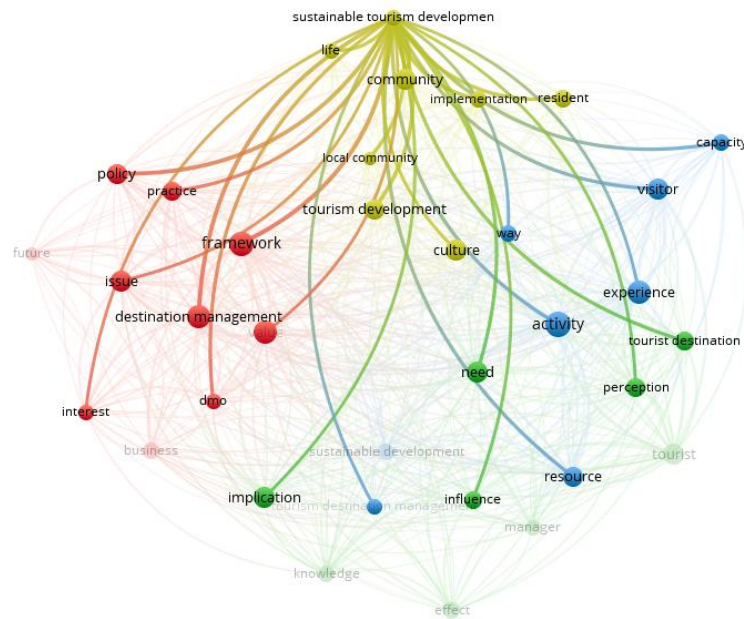 sustainable tourism developmen
life
community
implementation
resident
capacity
local community
policy
practice
visitor
tourism development
way
framework
culture
future
issue
experience
destination management
activity
value
tourist destination
need
perception
dmo
interest
business
sustainable development
tourist
resource
implication
influence
tourism destination management
manager
knowledge
effect